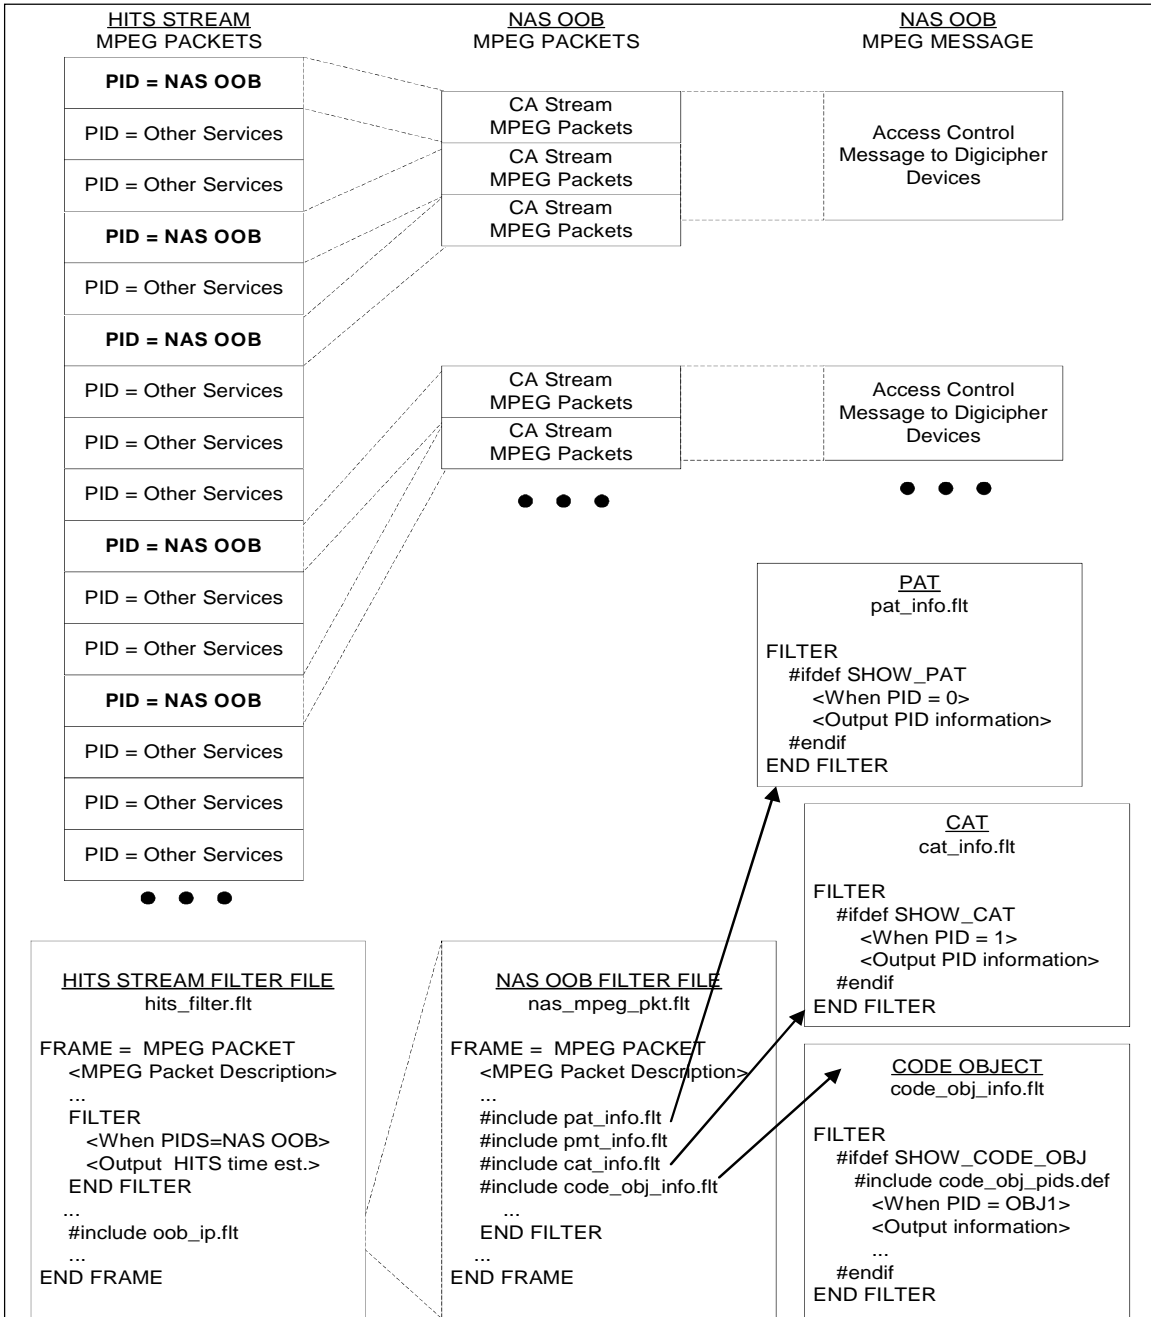 HITS STREAM
MPEG PACKETS
PID = NAS OOB
PID = Other Services
PID = Other Services
PID = NAS OOB
PID = Other Services
PID = NAS OOB
PID = Other Services
PID = Other Services
PID = Other Services
PID = NAS OOB
PID = Other Services
PID = Other Services
PID = NAS OOB
PID = Other Services
PID = Other Services
PID = Other Services
NAS OOB
MPEG PACKETS
CA Stream
MPEG Packets
CA Stream
MPEG Packets
CA Stream
MPEG Packets
CA Stream
MPEG Packets
CA Stream
MPEG Packets
NAS OOB
MPEG MESSAGE
Access Control
Message to Digicipher
Devices
Access Control
Message to Digicipher
Devices
PAT
pat_info.flt
FILTER
#ifdef SHOW_PAT
<When PID = 0>
<Output PID information>
#endif
END FILTER
CAT
cat_info.flt
FILTER
#ifdef SHOW_CAT
<When PID = 1>
<Output PID information>
#endif
END FILTER
HITS STREAM FILTER FILE
hits_filter.flt
FRAME = MPEG PACKET
<MPEG Packet Description>
...
FILTER
<When PIDS=NAS OOB>
<Output HITS time est.>
END FILTER
...
#include oob_ip.flt
...
END FRAME
NAS OOB FILTER FILE
nas_mpeg_pkt.flt
FRAME = MPEG PACKET
<MPEG Packet Description>
...
#include pat_info.flt
#include pmt_info.flt
#include cat_info.flt
#include code_obj_info.flt
...
END FILTER
...
END FRAME
CODE OBJECT
code_obj_info.flt
FILTER
#ifdef SHOW_CODE_OBJ
#include code_obj_pids.def
<When PID = OBJ1>
<Output information>
...
#endif
END FILTER